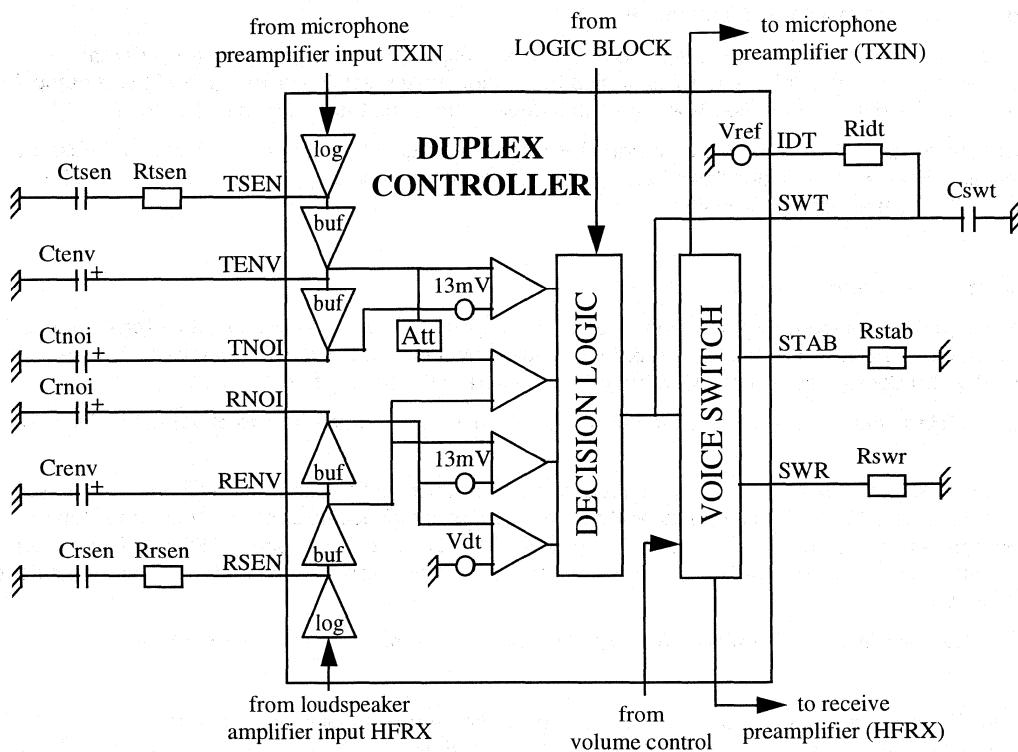 from microphone
preamplifier input TXIN
from
LOGIC BLOCK
to microphone
preamplifier (TXIN)
DUPLEX
CONTROLLER
log
Vref
IDT
Ridt
Ctsen
Rtsen
TSEN
SWT
Cswt
buf
Ctenv
+
TENV
13mV
buf
Att
Ctnoi
+
TNOI
STAB
Rstab
Crnoi
+
RNOI
DECISION LOGIC
VOICE SWITCH
13mV
buf
Crenv
+
RENV
SWR
Rswr
Vdt
buf
Crsen
Rrsen
RSEN
log
from loudspeaker
amplifier input HFRX
from
volume control
to receive
preamplifier (HFRX)